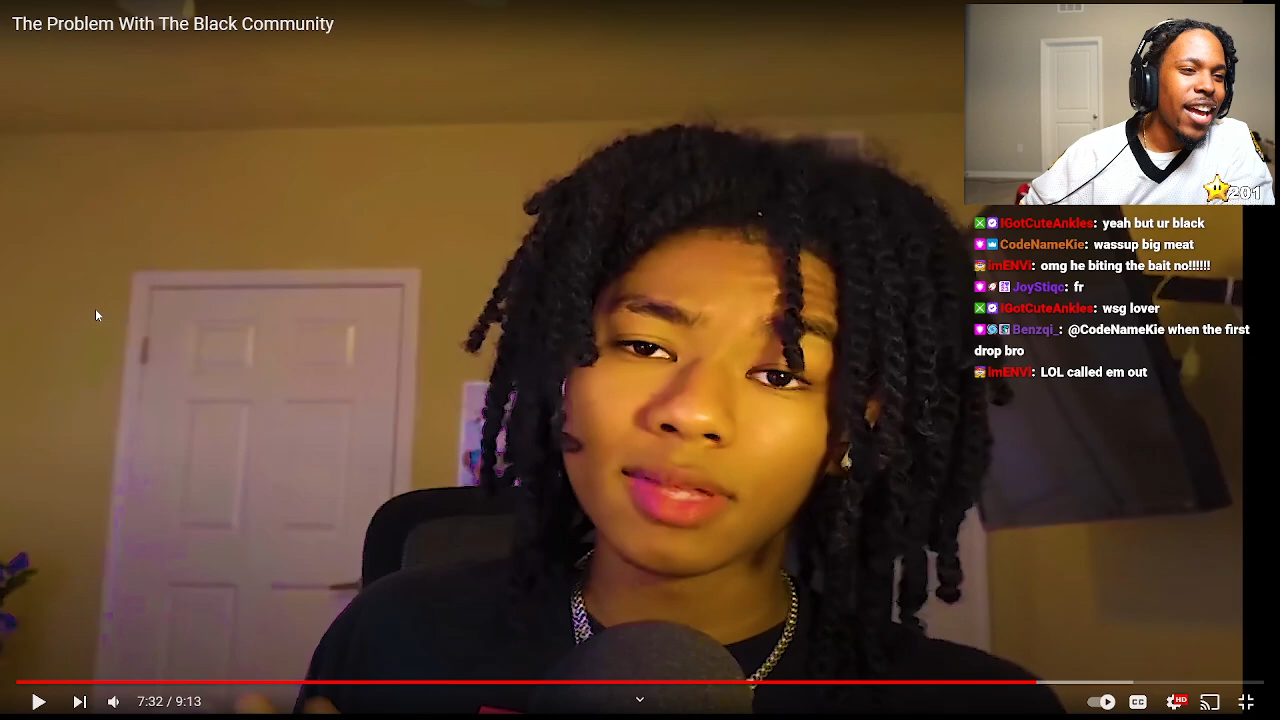 The Problem With The Black Community
201
IGotCuteAnkles: yeah but ur black
CodeNameKie: wassup big meat
imENVi: omg he biting the bait no!!!!!!
JoyStiqc: fr
IGotCuteAnkles: wsg lover
Benzqi_: @CodeNameKie when the first
drop bro
imENVi: LOL called em out
7:32 / 9:13
CC
HD